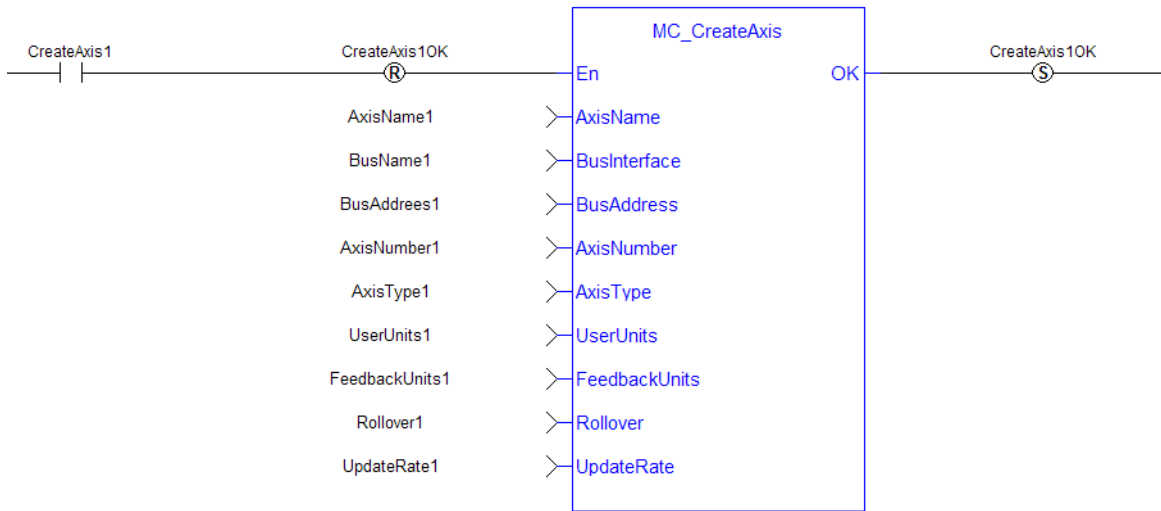 MC_CreateAxis
CreateAxis1 CreateAxis1OK CreateAxis1OK
R En OK S
AxisName1 AxisName
BusName1 BusInterface
BusAddrees1 BusAddress
AxisNumber1 AxisNumber
AxisType1 AxisType
UserUnits1 UserUnits
FeedbackUnits1 FeedbackUnits
Rollover1 Rollover
UpdateRate1 UpdateRate